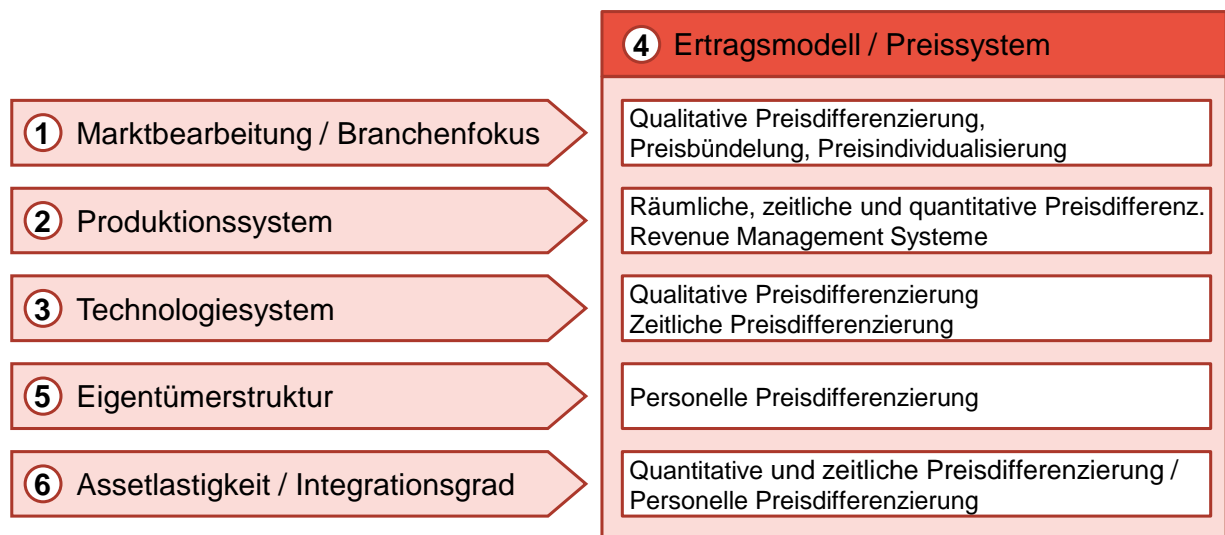 4 Ertragsmodell / Preissystem
1 Marktbearbeitung / Branchenfokus
Qualitative Preisdifferenzierung,
Preisbündelung, Preisindividualisierung
2 Produktionssystem
Räumliche, zeitliche und quantitative Preisdifferenz.
Revenue Management Systeme
3 Technologiesystem
Qualitative Preisdifferenzierung
Zeitliche Preisdifferenzierung
5 Eigentümerstruktur
Personelle Preisdifferenzierung
6 Assetlastigkeit / Integrationsgrad
Quantitative und zeitliche Preisdifferenzierung /
Personelle Preisdifferenzierung